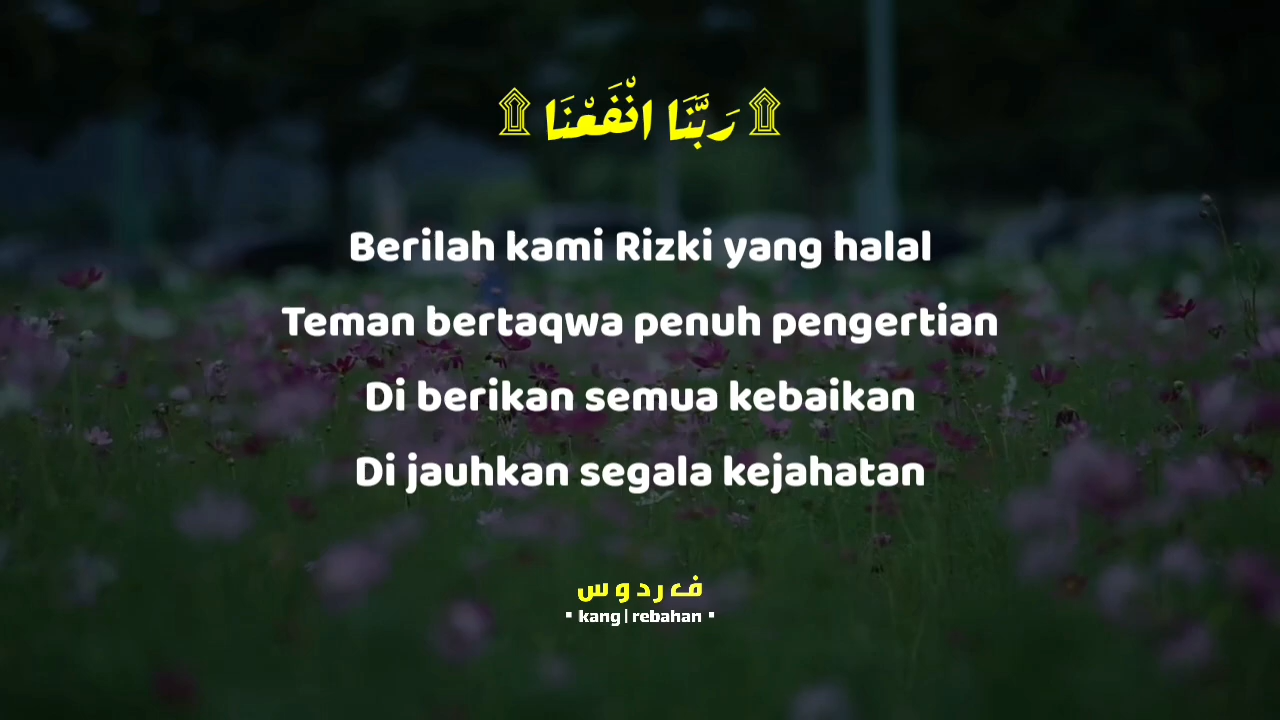 ۩ رَبَّنَا انْفَعْنَا ۩
Berilah kami Rizki yang halal
Teman bertaqwa penuh pengertian
Di berikan semua kebaikan
Di jauhkan segala kejahatan
ف ر د و س
▪ kang|rebahan ▪